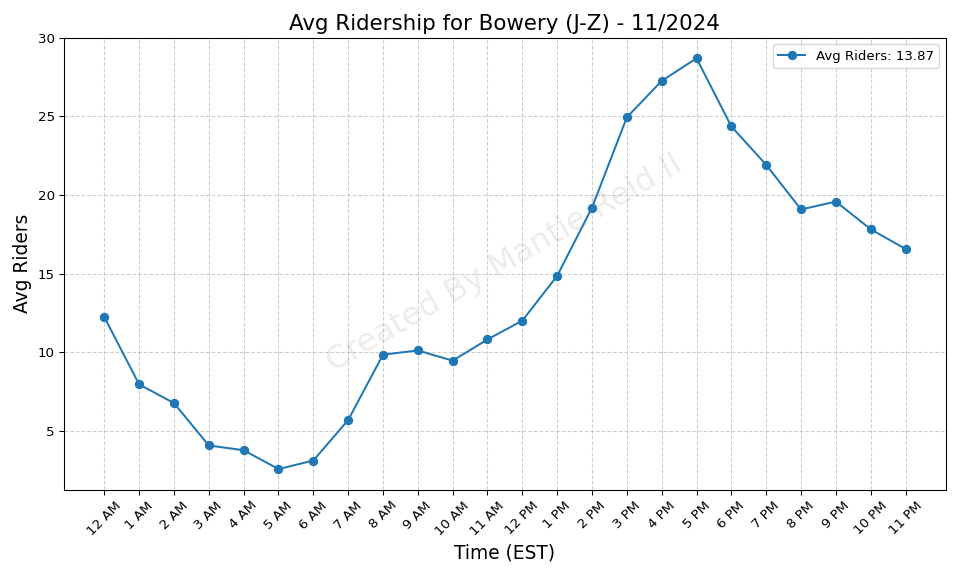 Avg Ridership for Bowery (J-Z) - 11/2024
Avg Riders: 13.87
30
25
20
15
10
5
Avg Riders
Created By Mantie Reid II
12 AM
1 AM
2 AM
3 AM
4 AM
5 AM
6 AM
7 AM
8 AM
9 AM
10 AM
11 AM
12 PM
1 PM
2 PM
3 PM
4 PM
5 PM
6 PM
7 PM
8 PM
9 PM
10 PM
11 PM
Time (EST)